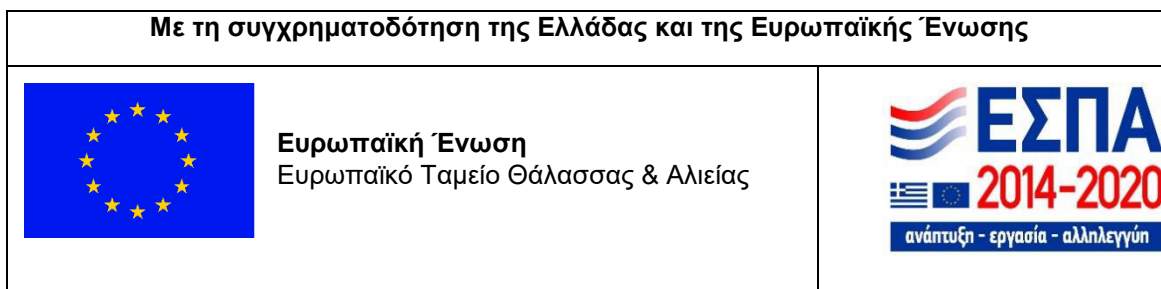 Με τη συγχρηματοδότηση της Ελλάδας και της Ευρωπαϊκής Ένωσης
Ευρωπαϊκή Ένωση
Ευρωπαϊκό Ταμείο Θάλασσας & Αλιείας
ΕΣΠΑ
2014-2020
ανάπτυξη - εργασία - αλληλεγγύη